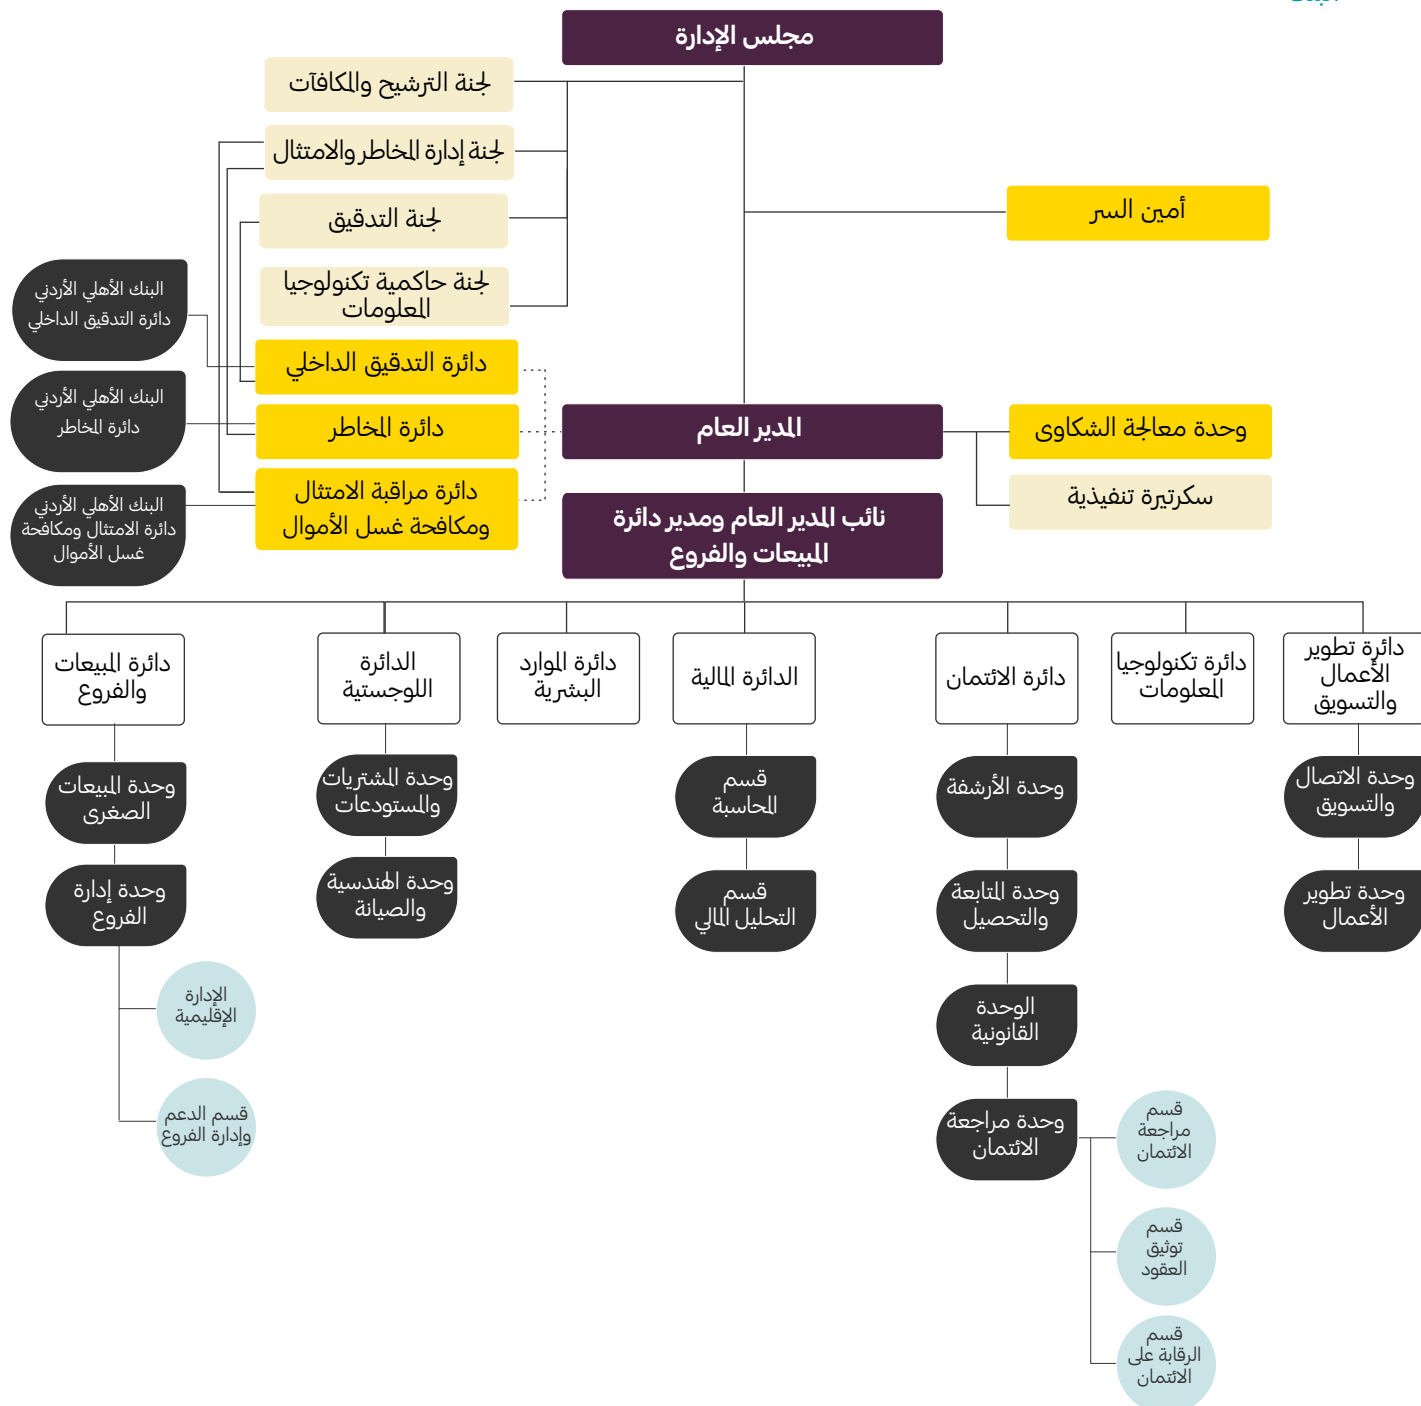 مجلس الإدارة
لجنة الترشيح والمكافآت
لجنة إدارة المخاطر والامتثال
أمين السر
لجنة التدقيق
لجنة حاكمية تكنولوجيا
المعلومات
البنك الأهلي الأردني
دائرة التدقيق الداخلي
دائرة التدقيق الداخلي
البنك الأهلي الأردني
دائرة المخاطر
دائرة المخاطر
المدير العام
وحدة معالجة الشكاوى
سكرتيرة تنفيذية
دائرة مراقبة الامتثال
ومكافحة غسل الأموال
البنك الأهلي الأردني
دائرة الامتثال ومكافحة
غسل الأموال
نائب المدير العام ومدير دائرة
المبيعات والفروع
دائرة تطوير
الأعمال
والتسويق
دائرة تكنولوجيا
المعلومات
دائرة الائتمان
الدائرة المالية
دائرة الموارد
البشرية
الدائرة
اللوجستية
دائرة المبيعات
والفروع
وحدة الاتصال
والتسويق
وحدة الأرشفة
قسم
المحاسبة
وحدة المشتريات
والمستودعات
وحدة المبيعات
الصغرى
وحدة تطوير
الأعمال
وحدة المتابعة
والتحصيل
قسم
التحليل المالي
وحدة الهندسية
والصيانة
وحدة إدارة
الفروع
الوحدة
القانونية
الإدارة
الإقليمية
وحدة مراجعة
الائتمان
قسم
مراجعة
الائتمان
قسم الدعم
وإدارة الفروع
قسم
توثيق
العقود
قسم
الرقابة على
الائتمان